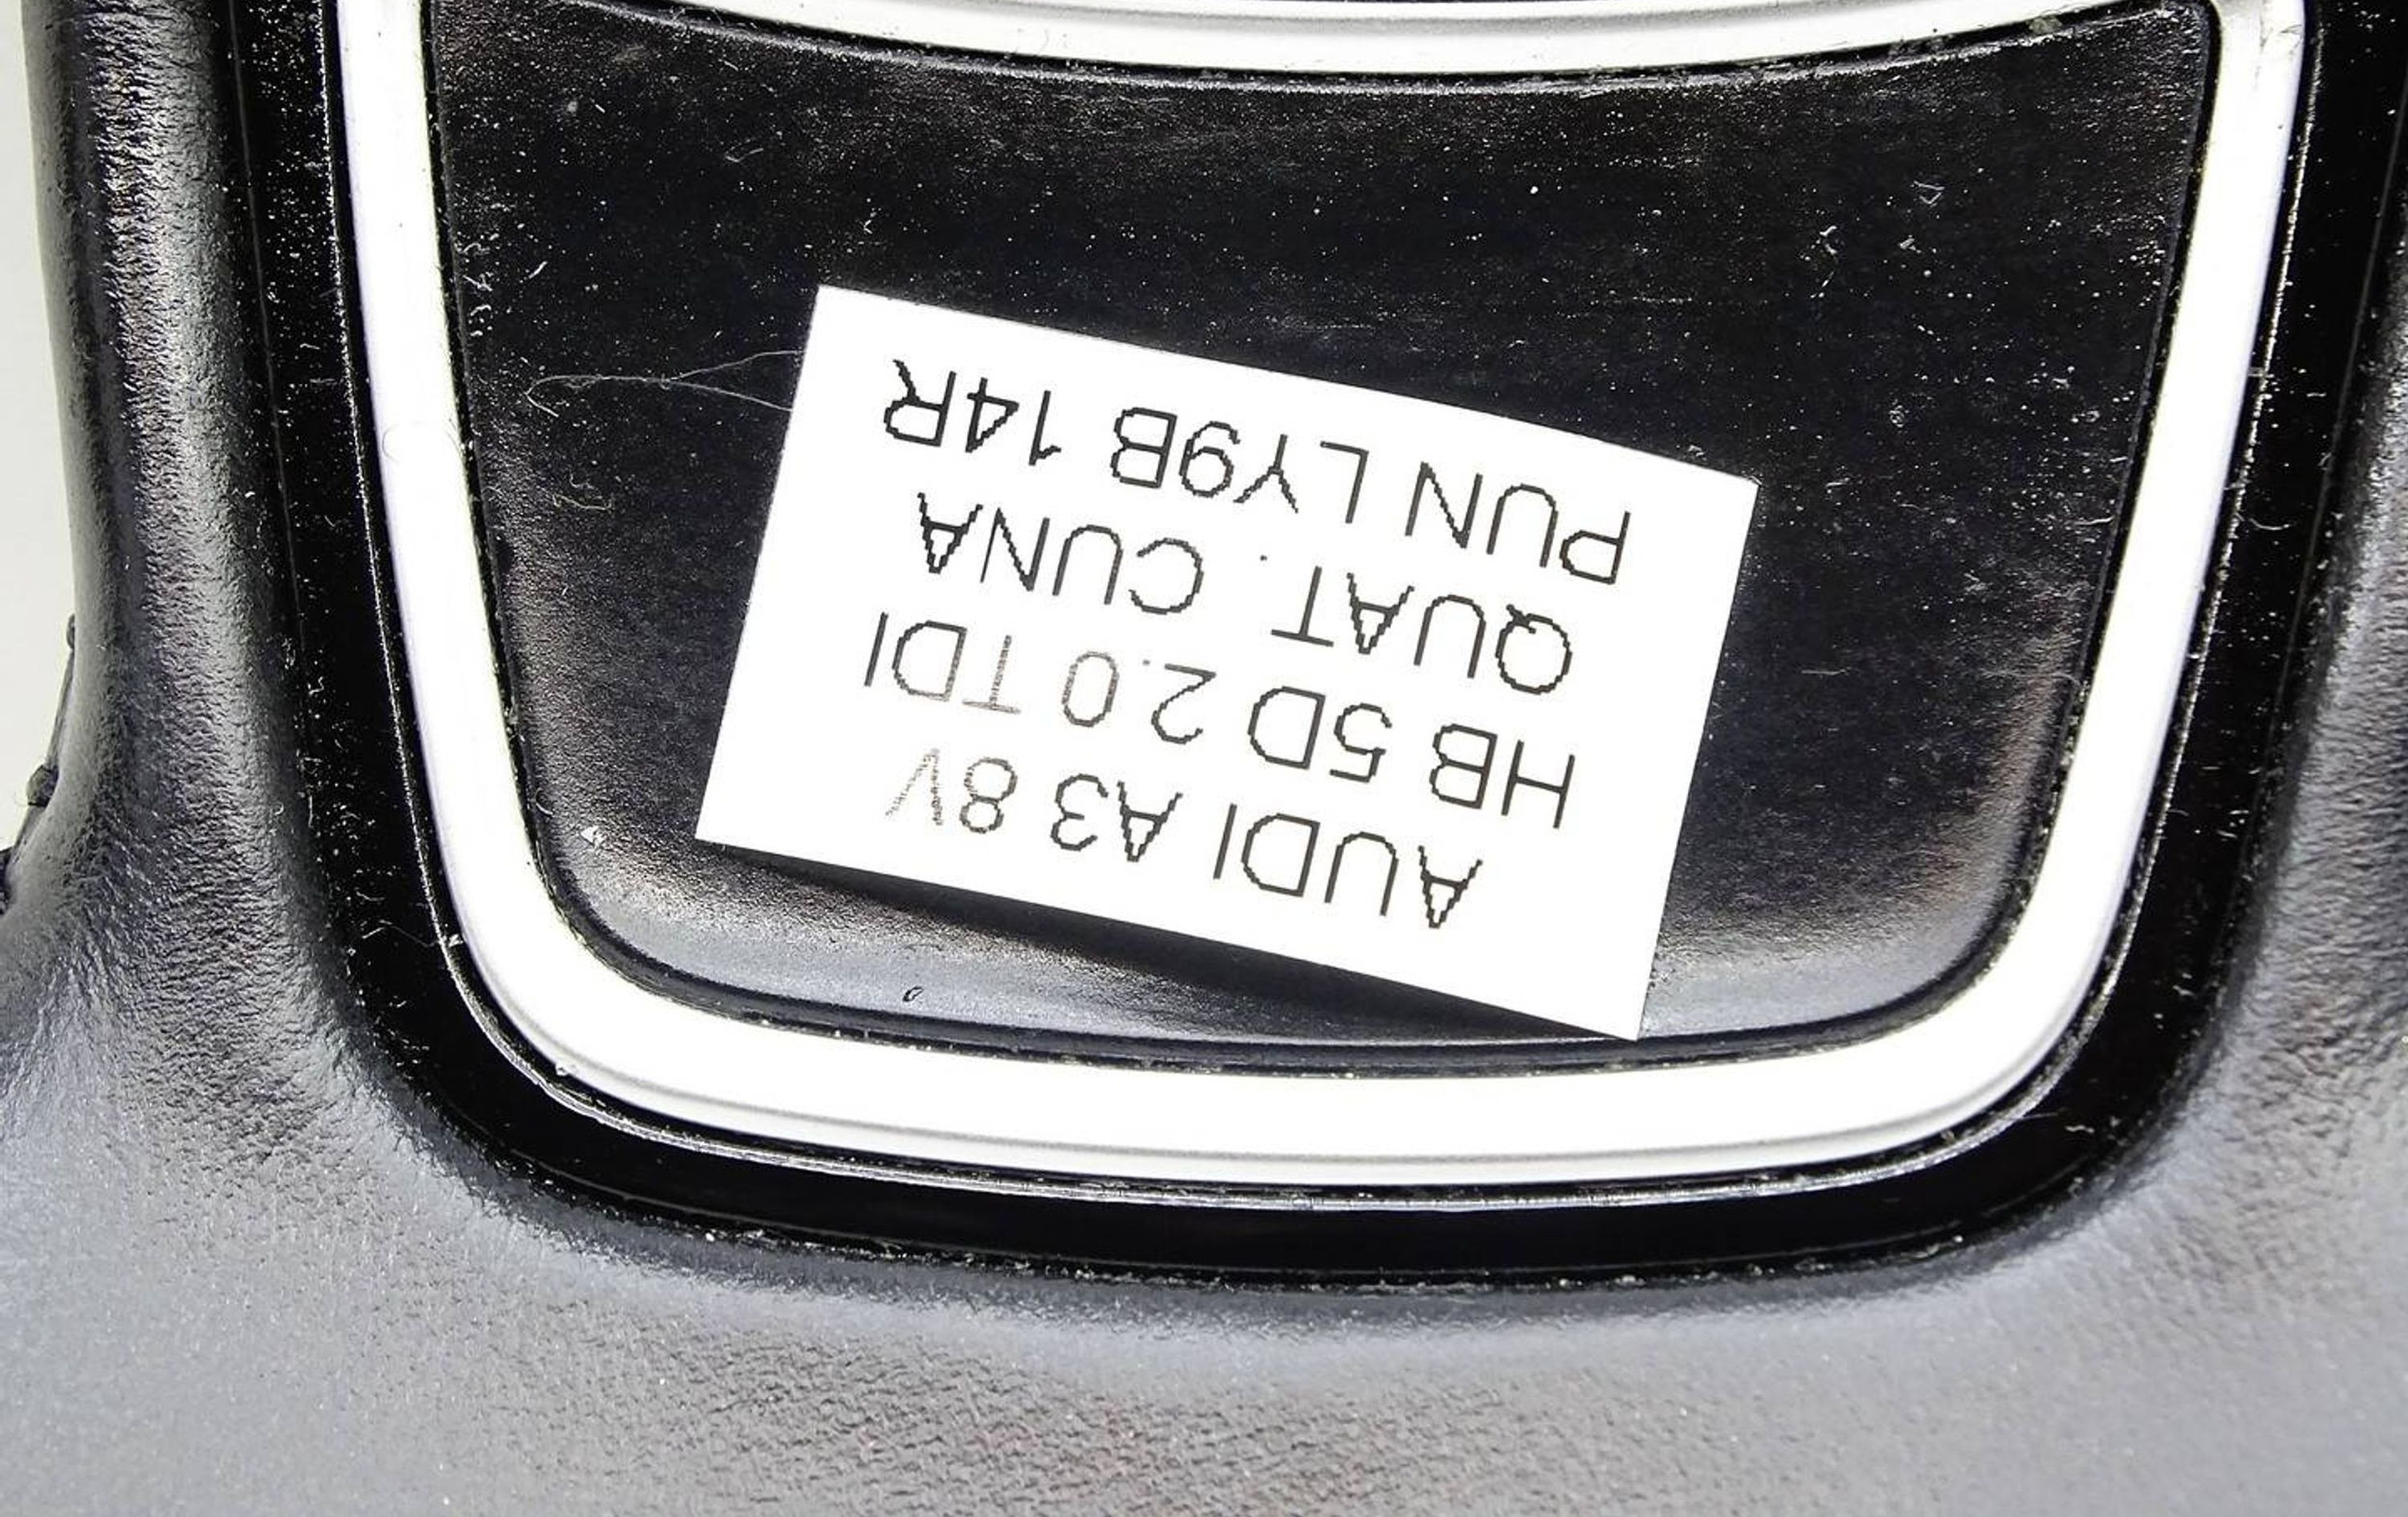 AUDI A3 8V
HB 5D 2.0 TDI
QUAT. CUNA
PUN LY9B 14R